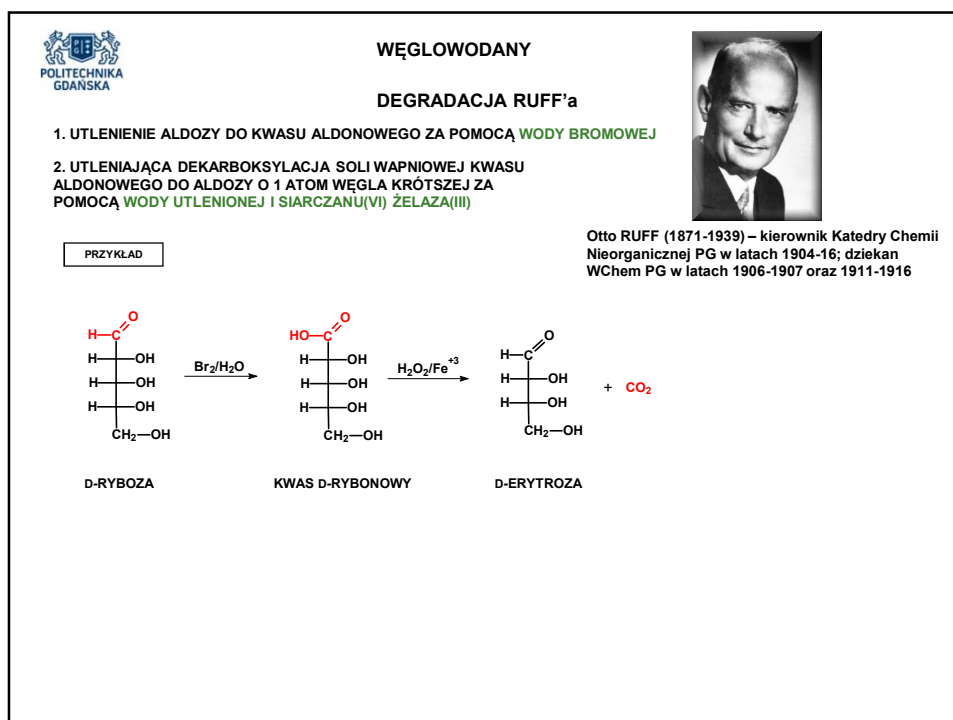 POLITECHNIKA
GDAŃSKA
WĘGLOWODANY
DEGRADACJA RUFF’a
1. UTLENIENIE ALDOZY DO KWASU ALDONOWEGO ZA POMOCĄ WODY BROMOWEJ
2. UTLENIAJĄCA DEKARBOKSYLACJA SOLI WAPNIOWEJ KWASU
ALDONOWEGO DO ALDOZY O 1 ATOM WĘGLA KRÓTSZEJ ZA
POMOCĄ WODY UTLENIONEJ I SIARCZANU(VI) ŻELAZA(III)
Otto RUFF (1871-1939) – kierownik Katedry Chemii
Nieorganicznej PG w latach 1904-16; dziekan
WChem PG w latach 1906-1907 oraz 1911-1916
PRZYKŁAD
H C O
H OH
H OH
H OH
CH₂ OH
Br₂/H₂O
HO C O
H OH
H OH
H OH
CH₂ OH
H₂O₂/Fe⁺³
H C O
H OH
H OH
CH₂ OH
+ CO₂
D-RYBOZA
KWAS D-RYBONOWY
D-ERYTROZA